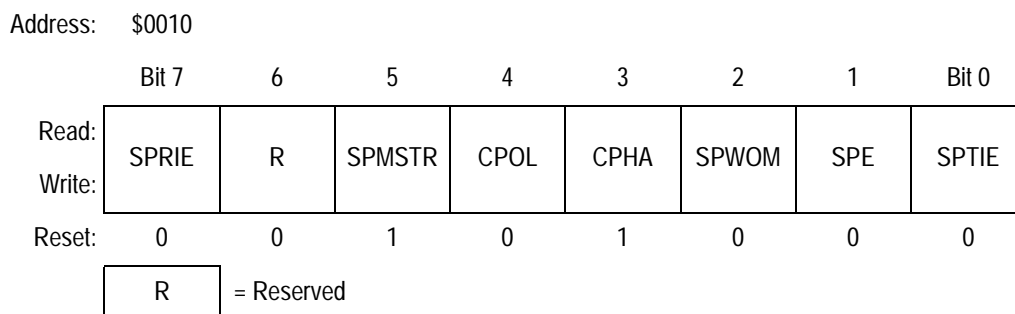 Address: $0010
Bit 7 6 5 4 3 2 1 Bit 0
Read:
SPRIE R SPMSTR CPOL CPHA SPWOM SPE SPTIE
Write:
Reset: 0 0 1 0 1 0 0 0
R = Reserved